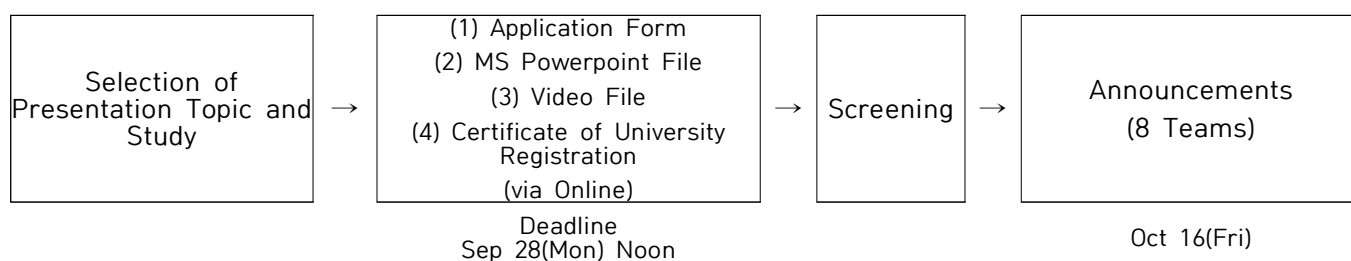 Selection of
Presentation Topic and
Study
→
(1) Application Form
(2) MS Powerpoint File
(3) Video File
(4) Certificate of University
Registration
(via Online)
Deadline
Sep 28(Mon) Noon
→
Screening
→
Announcements
(8 Teams)
Oct 16(Fri)